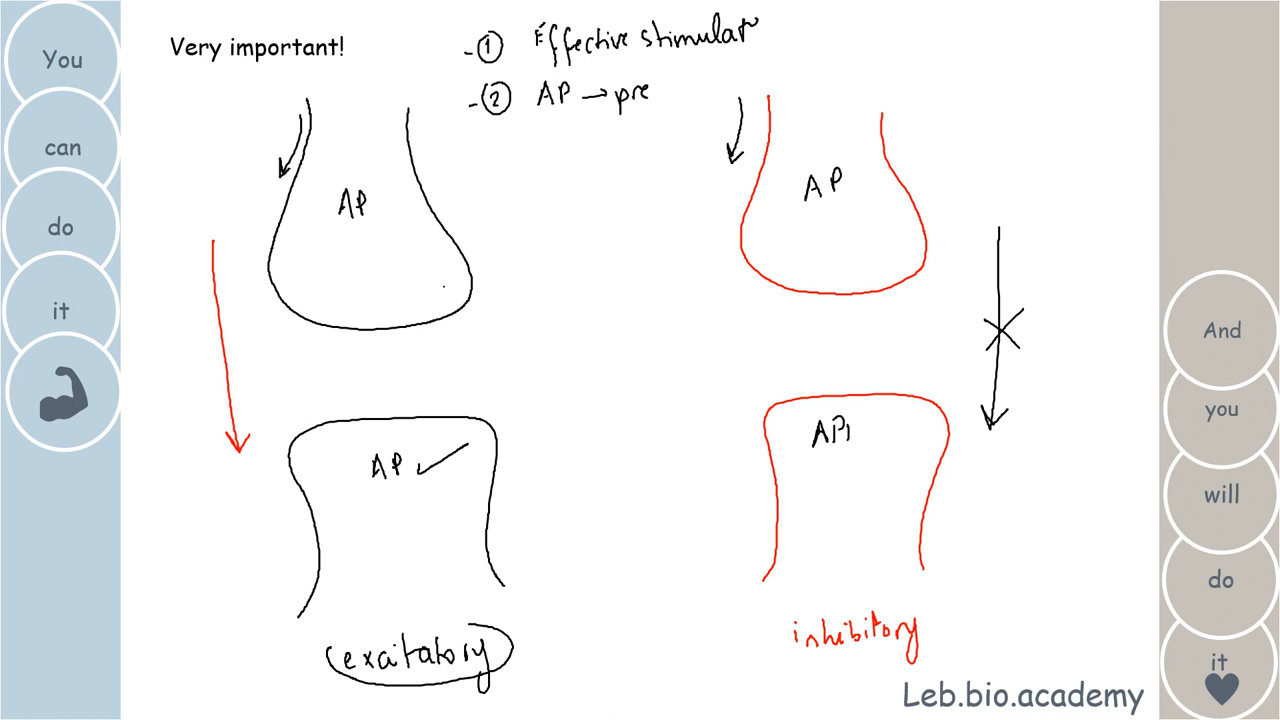 You
can
do
it
Very important!
-① Effective stimulat
-② AP → pre
AP
AP
excitatory
AP
AP
inhibitory
And
you
will
do
it
Leb.bio.academy